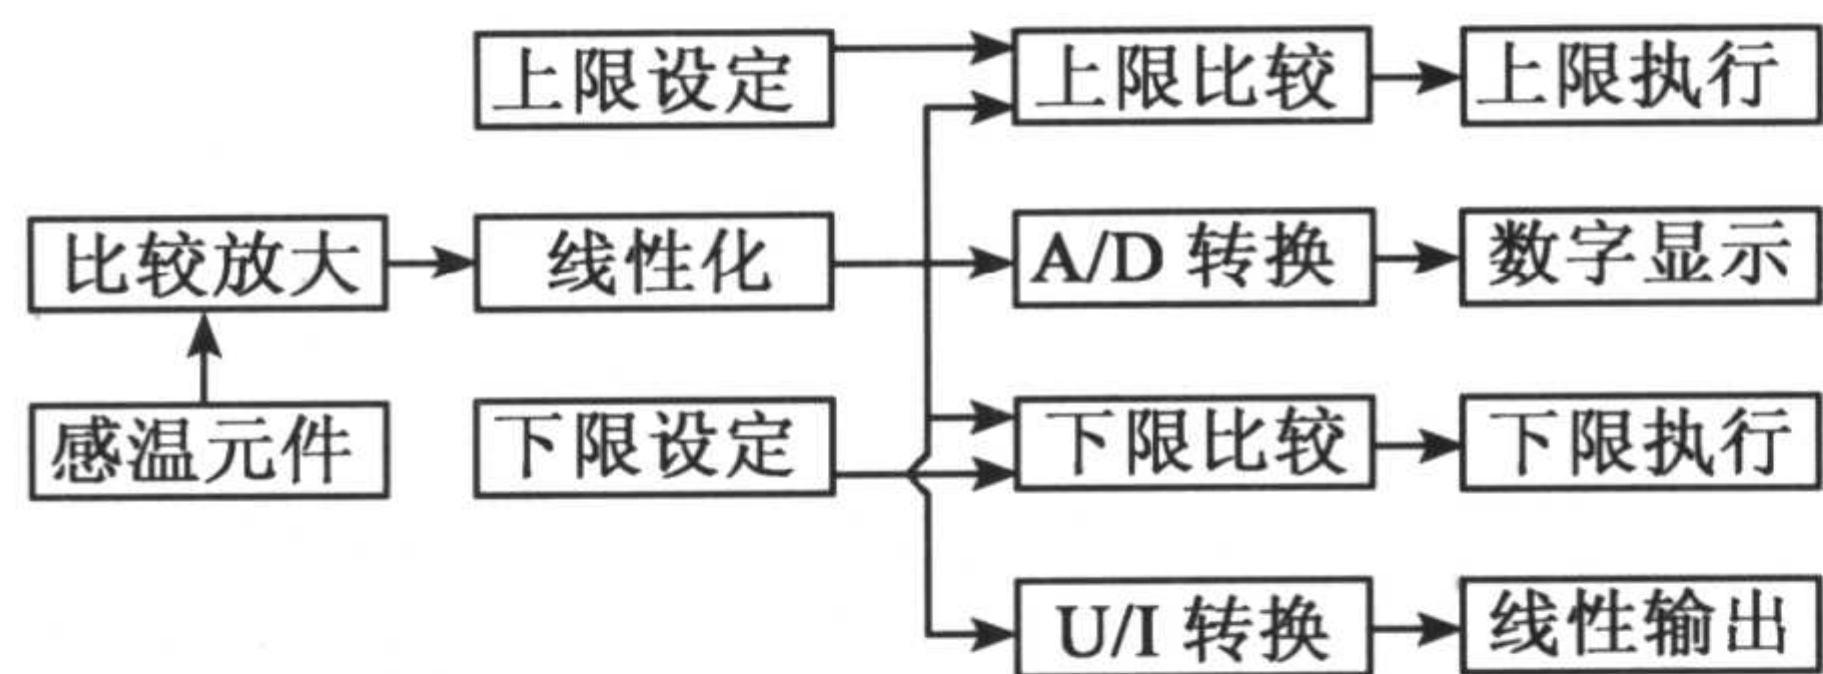 上限设定 上限比较 上限执行
比较放大 线性化 A/D 转换 数字显示
感温元件 下限设定 下限比较 下限执行
U/I 转换 线性输出